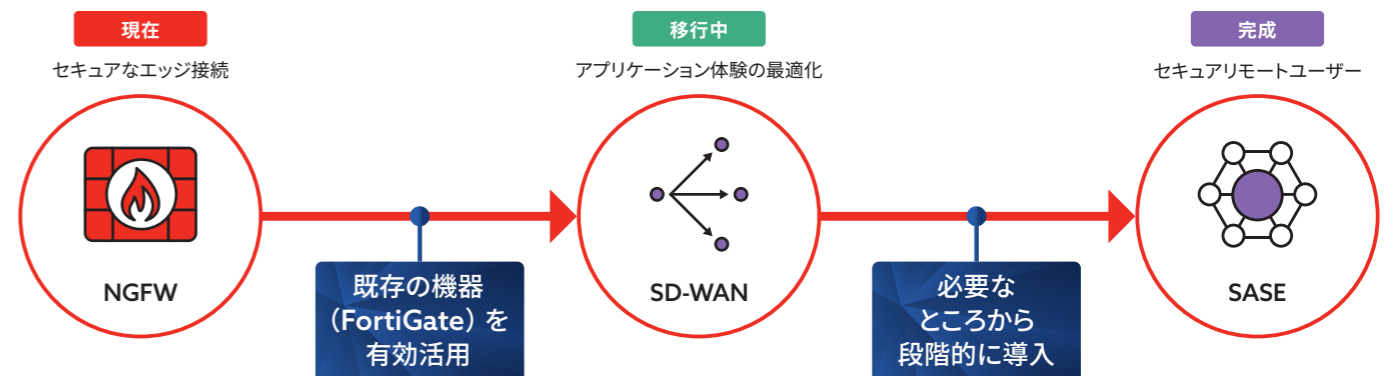 現在
セキュアなエッジ接続
NGFW
既存の機器
（FortiGate）を
有効活用
移行中
アプリケーション体験の最適化
SD-WAN
必要な
ところから
段階的に導入
完成
セキュアリモートユーザー
SASE